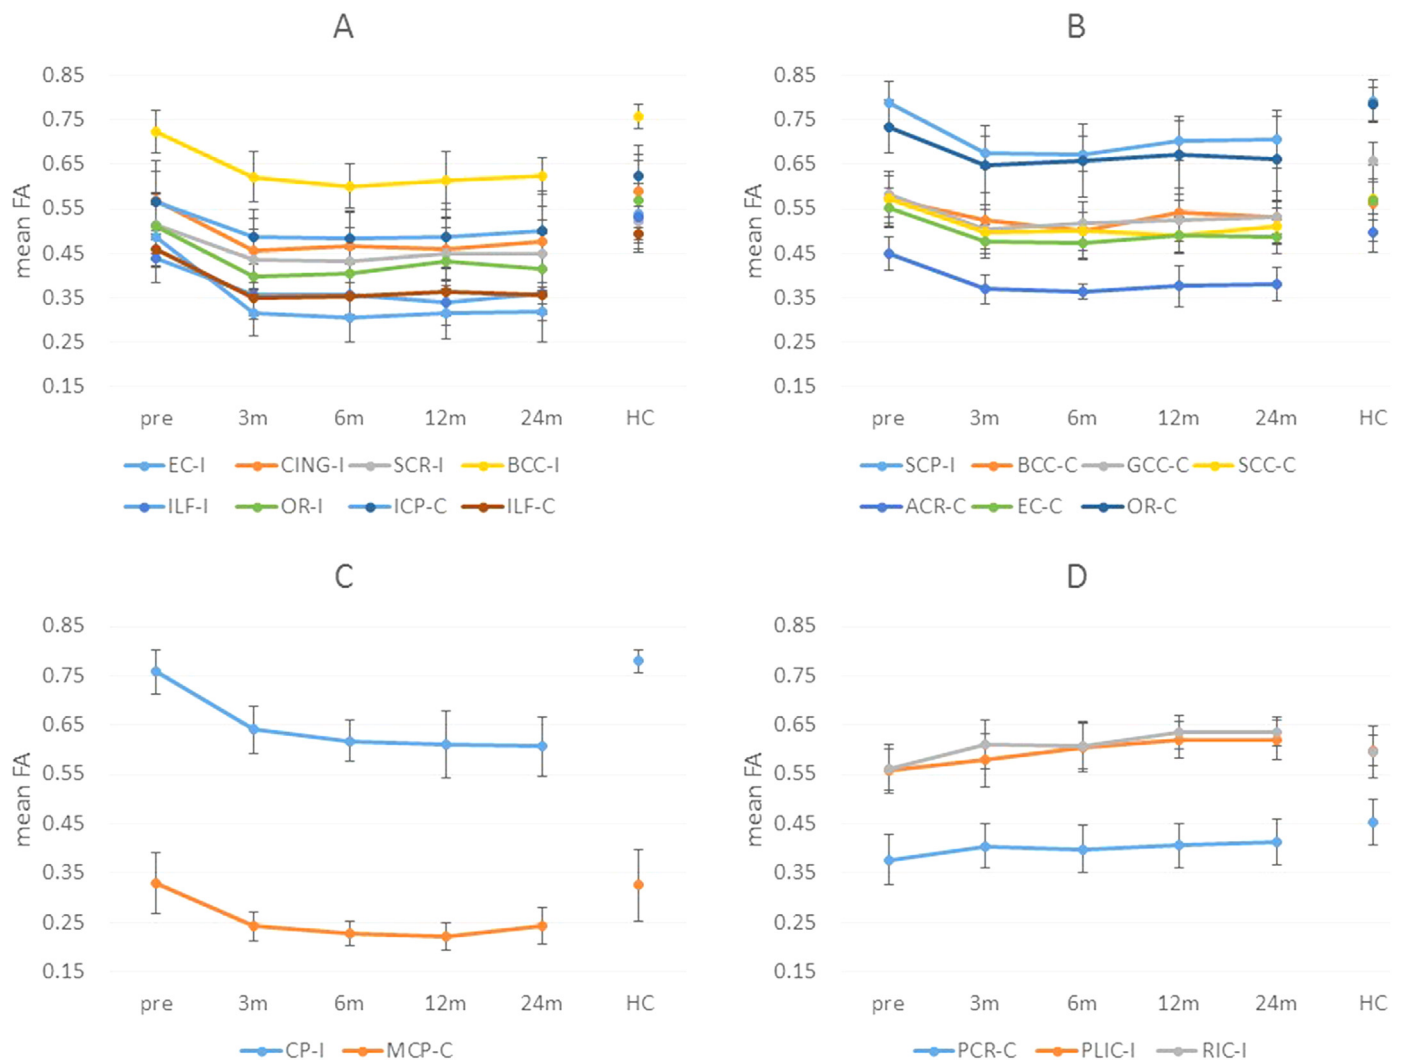 A
mean FA
0.85
0.75
0.65
0.55
0.45
0.35
0.25
0.15
pre 3m 6m 12m 24m HC
EC-I CING-I SCR-I BCC-I
ILF-I OR-I ICP-C ILF-C
B
mean FA
0.85
0.75
0.65
0.55
0.45
0.35
0.25
0.15
pre 3m 6m 12m 24m HC
SCP-I BCC-C GCC-C SCC-C
ACR-C EC-C OR-C
C
mean FA
0.85
0.75
0.65
0.55
0.45
0.35
0.25
0.15
pre 3m 6m 12m 24m HC
CP-I MCP-C
D
mean FA
0.85
0.75
0.65
0.55
0.45
0.35
0.25
0.15
pre 3m 6m 12m 24m HC
PCR-C PLIC-I RIC-I